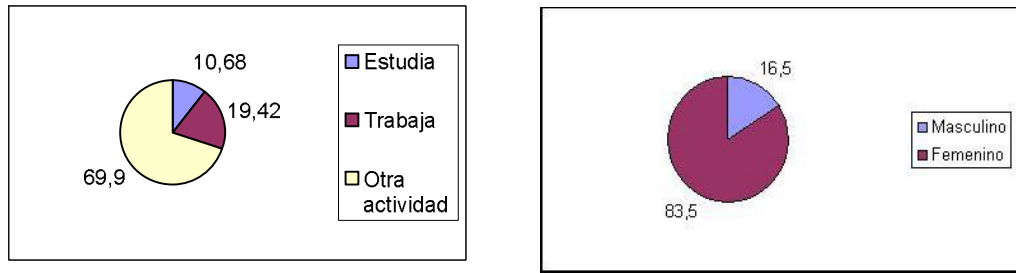 10,68
19,42
69,9
Estudia
Trabaja
Otra
actividad
16,5
83,5
Masculino
Femenino